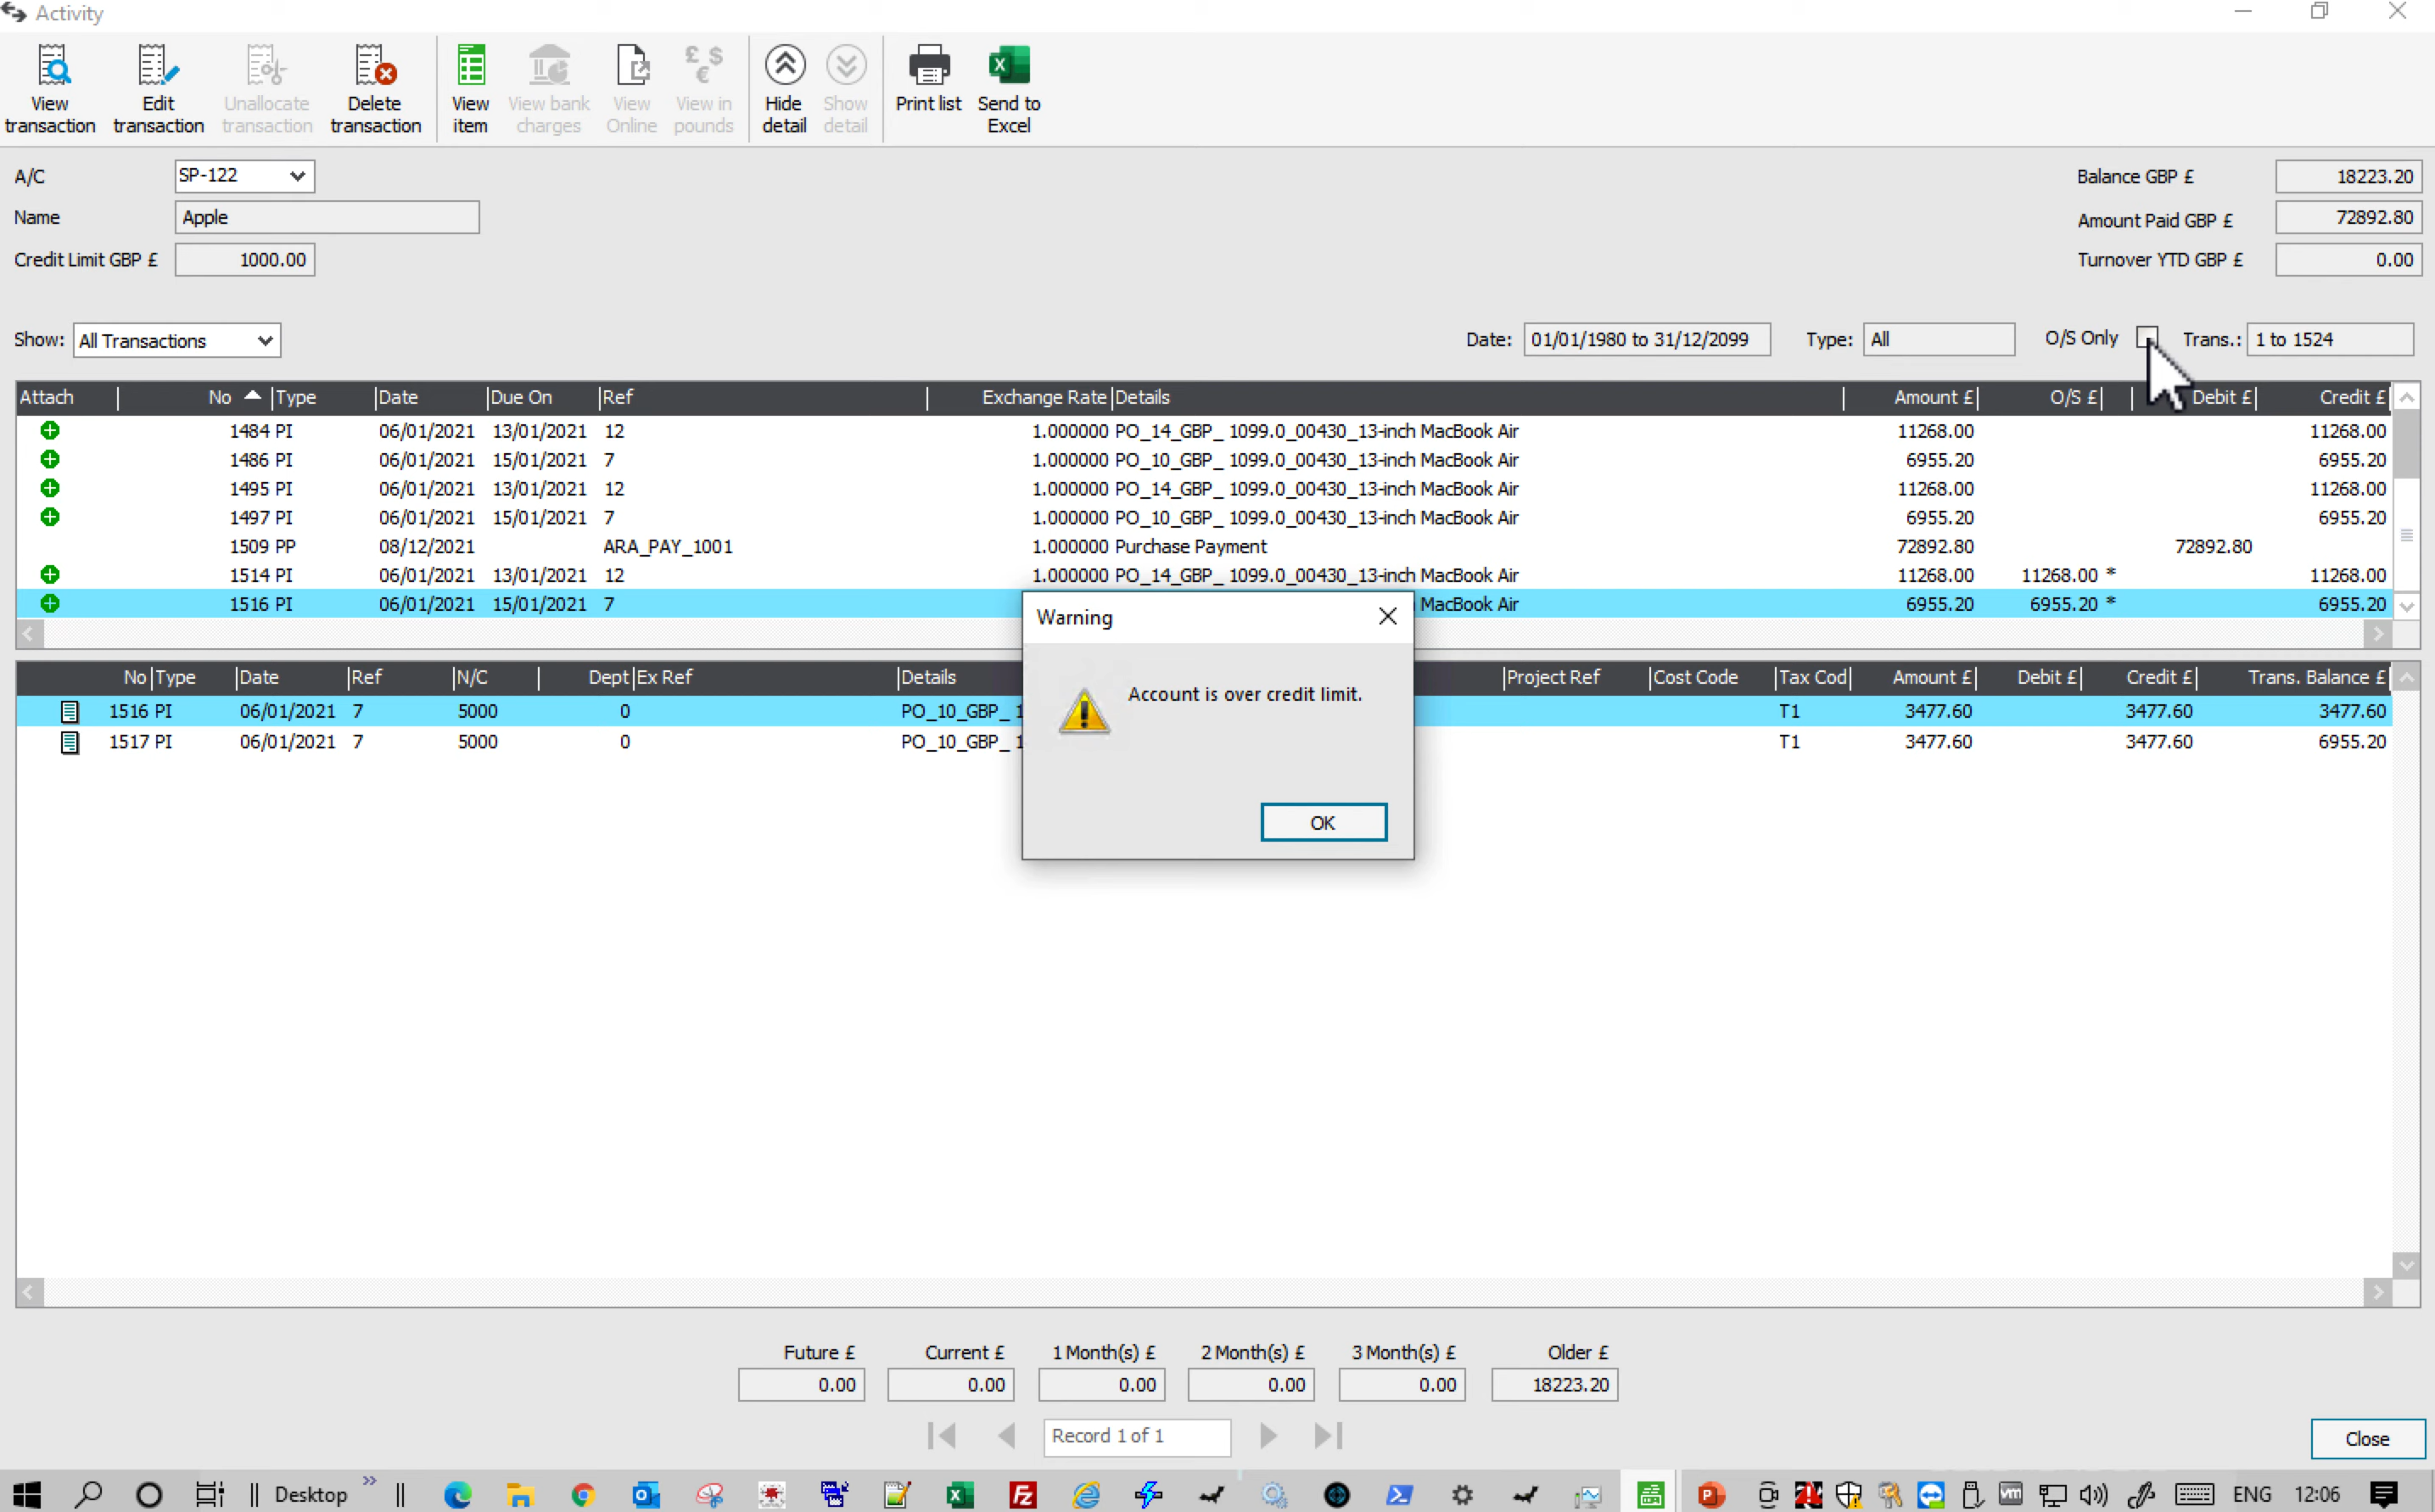 Activity
View transaction
Edit transaction
Unallocate transaction
Delete transaction
View item
View bank charges
View Online
View in pounds
Hide detail
Show detail
Print list
Send to Excel
A/C SP-122 Balance GBP £ 18223.20
Name Apple Amount Paid GBP £ 72892.80
Credit Limit GBP £ 1000.00 Turnover YTD GBP £ 0.00
Show: All Transactions Date: 01/01/1980 to 31/12/2099 Type: All O/S Only Trans.: 1 to 1524
Attach No Type Date Due On Ref Exchange Rate Details Amount £ O/S £ Debit £ Credit £
1484 PI 06/01/2021 13/01/2021 12 1.000000 PO_14_GBP_ 1099.0_00430_13-inch MacBook Air 11268.00 11268.00
1486 PI 06/01/2021 15/01/2021 7 1.000000 PO_10_GBP_ 1099.0_00430_13-inch MacBook Air 6955.20 6955.20
1495 PI 06/01/2021 13/01/2021 12 1.000000 PO_14_GBP_ 1099.0_00430_13-inch MacBook Air 11268.00 11268.00
1497 PI 06/01/2021 15/01/2021 7 1.000000 PO_10_GBP_ 1099.0_00430_13-inch MacBook Air 6955.20 6955.20
1509 PP 08/12/2021 ARA_PAY_1001 1.000000 Purchase Payment 72892.80 72892.80
1514 PI 06/01/2021 13/01/2021 12 1.000000 PO_14_GBP_ 1099.0_00430_13-inch MacBook Air 11268.00 11268.00 * 11268.00
1516 PI 06/01/2021 15/01/2021 7 MacBook Air 6955.20 6955.20 * 6955.20
Warning
Account is over credit limit.
OK
No Type Date Ref N/C Dept Ex Ref Details Project Ref Cost Code Tax Cod Amount £ Debit £ Credit £ Trans. Balance £
1516 PI 06/01/2021 7 5000 0 PO_10_GBP_ 1 T1 3477.60 3477.60 3477.60
1517 PI 06/01/2021 7 5000 0 PO_10_GBP_ 1 T1 3477.60 3477.60 6955.20
Future £ Current £ 1 Month(s) £ 2 Month(s) £ 3 Month(s) £ Older £
0.00 0.00 0.00 0.00 0.00 18223.20
Record 1 of 1
Close
Desktop ENG 12:06